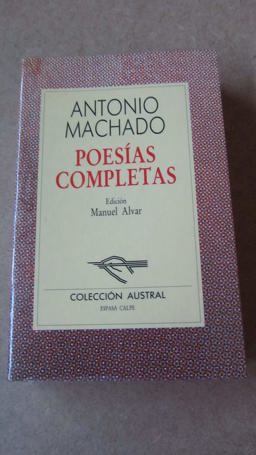 ANTONIO
MACHADO
POESÍAS
COMPLETAS
Edición
Manuel Alvar
COLECCIÓN AUSTRAL
ESPASA CALPE